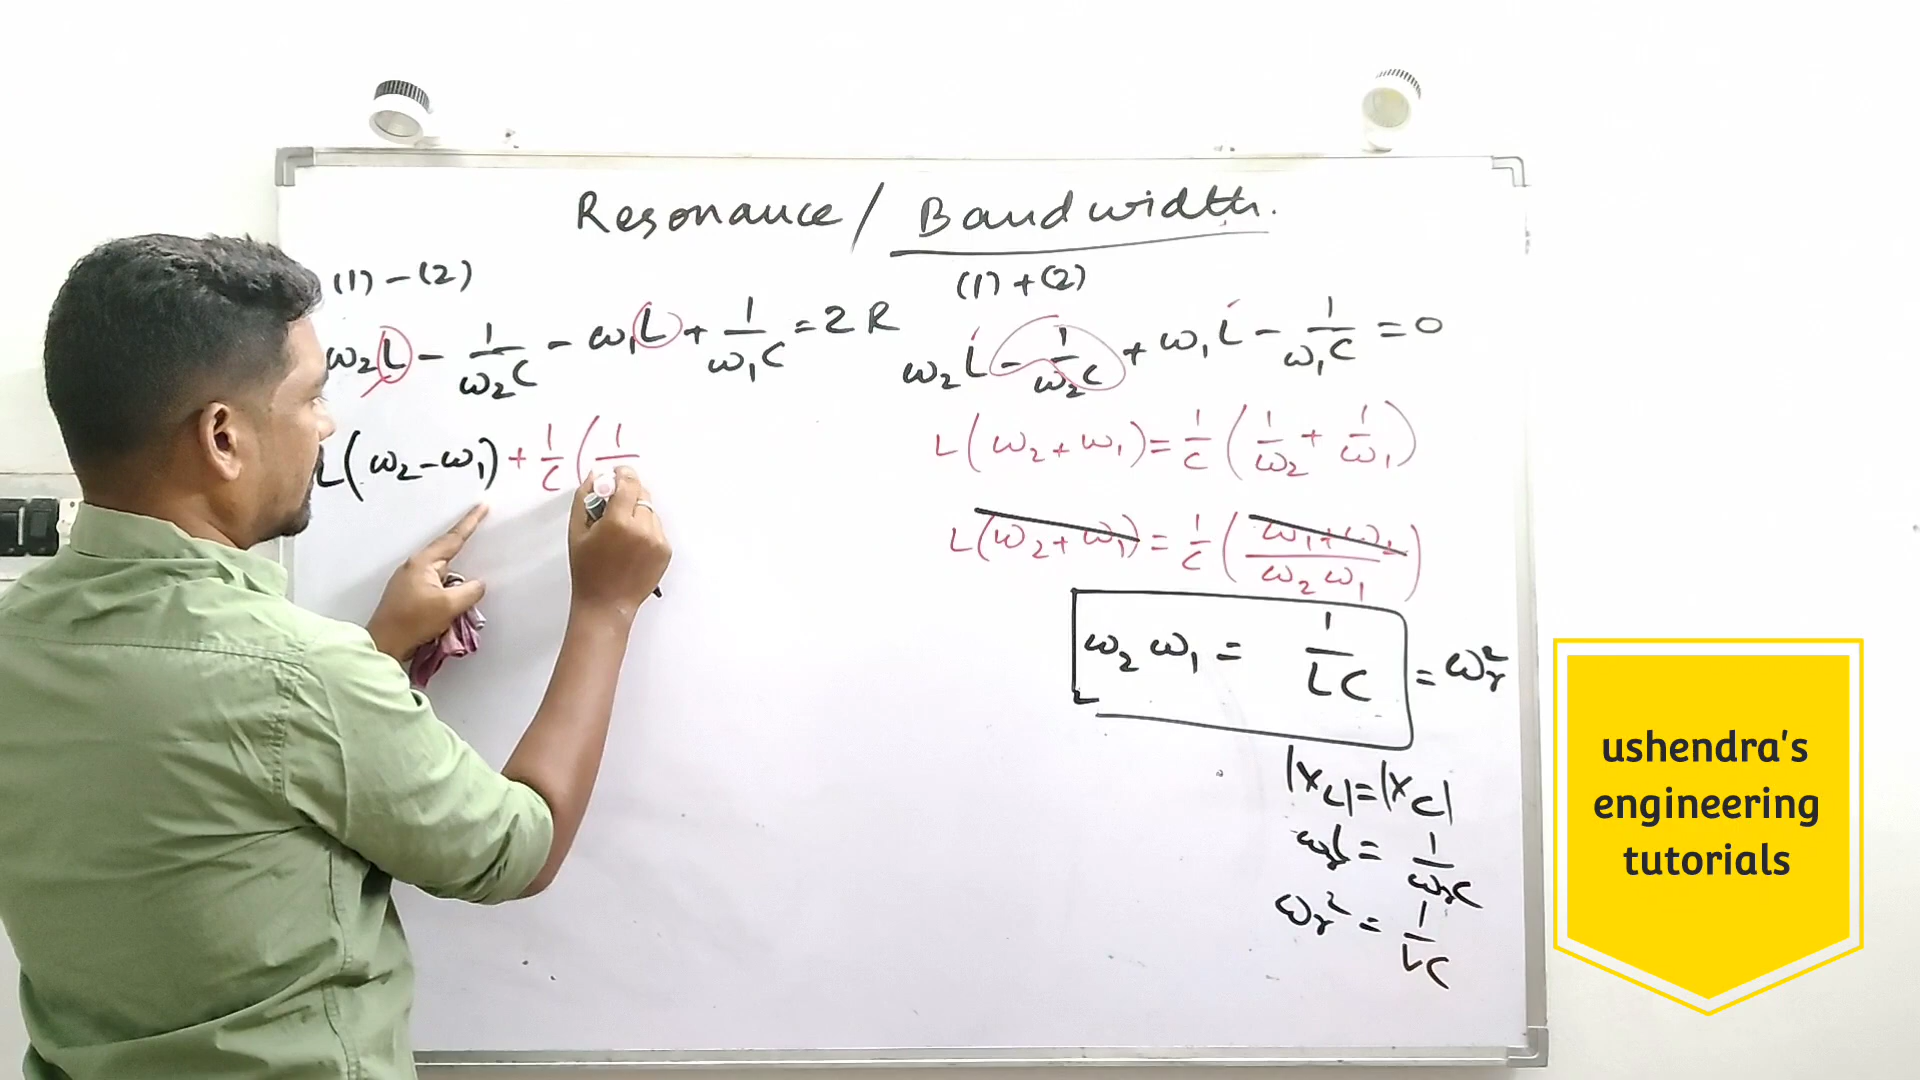 Resonance / Bandwidth.
(1) - (2)
ω₂L - 1/ω₂C - ω₁L + 1/ω₁C = 2R
L(ω₂ - ω₁) + 1/C (1/
(1) + (2)
ω₂L - 1/ω₂C + ω₁L - 1/ω₁C = 0
L(ω₂ + ω₁) = 1/C (1/ω₂ + 1/ω₁)
L(ω₂ + ω₁) = 1/C (ω₁ + ω₂/ω₂ω₁)
ω₂ω₁ = 1/LC = ωr²
|XL| = |XC|
ωrL = 1/ωrC
ωr² = 1/LC
ushendra's
engineering
tutorials